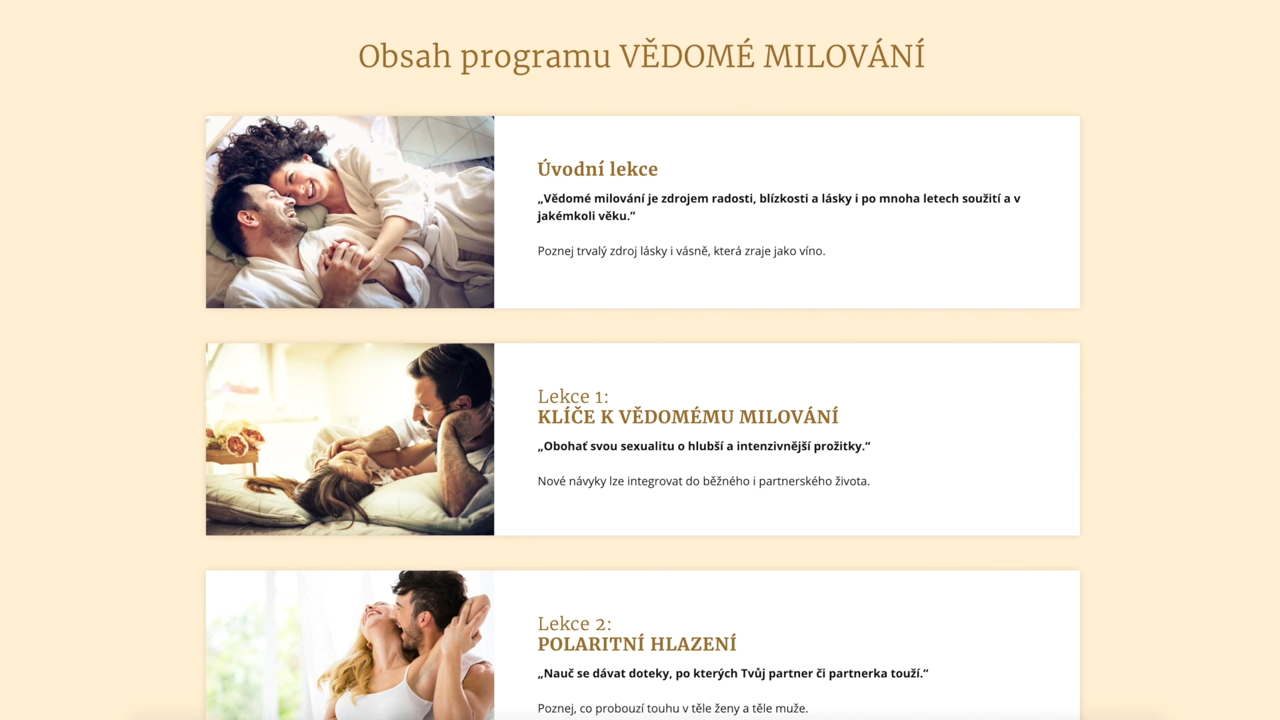 Obsah programu VĚDOMÉ MILOVÁNÍ
Úvodní lekce
„Vědomé milování je zdrojem radosti, blízkosti a lásky i po mnoha letech soužití a v
jakémkoli věku.“
Poznej trvalý zdroj lásky i vásně, která zraje jako víno.
Lekce 1:
KLÍČE K VĚDOMÉMU MILOVÁNÍ
„Obohať svou sexualitu o hlubší a intenzivnější prožitky.“
Nové návyky lze integrovat do běžného i partnerského života.
Lekce 2:
POLARITNÍ HLAZENÍ
„Nauč se dávat doteky, po kterých Tvůj partner či partnerka touží.“
Poznej, co probouzí touhu v těle ženy a těle muže.